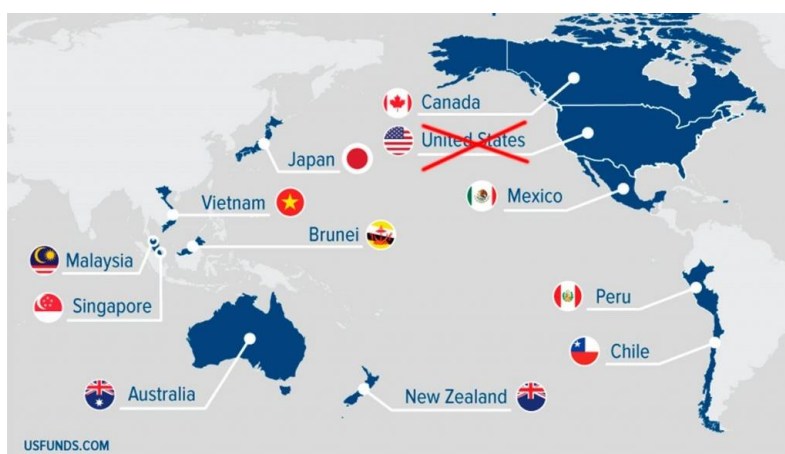 Canada
United States
Japan
Mexico
Vietnam
Brunei
Malaysia
Singapore
Peru
Chile
Australia
New Zealand
USFUNDS.COM